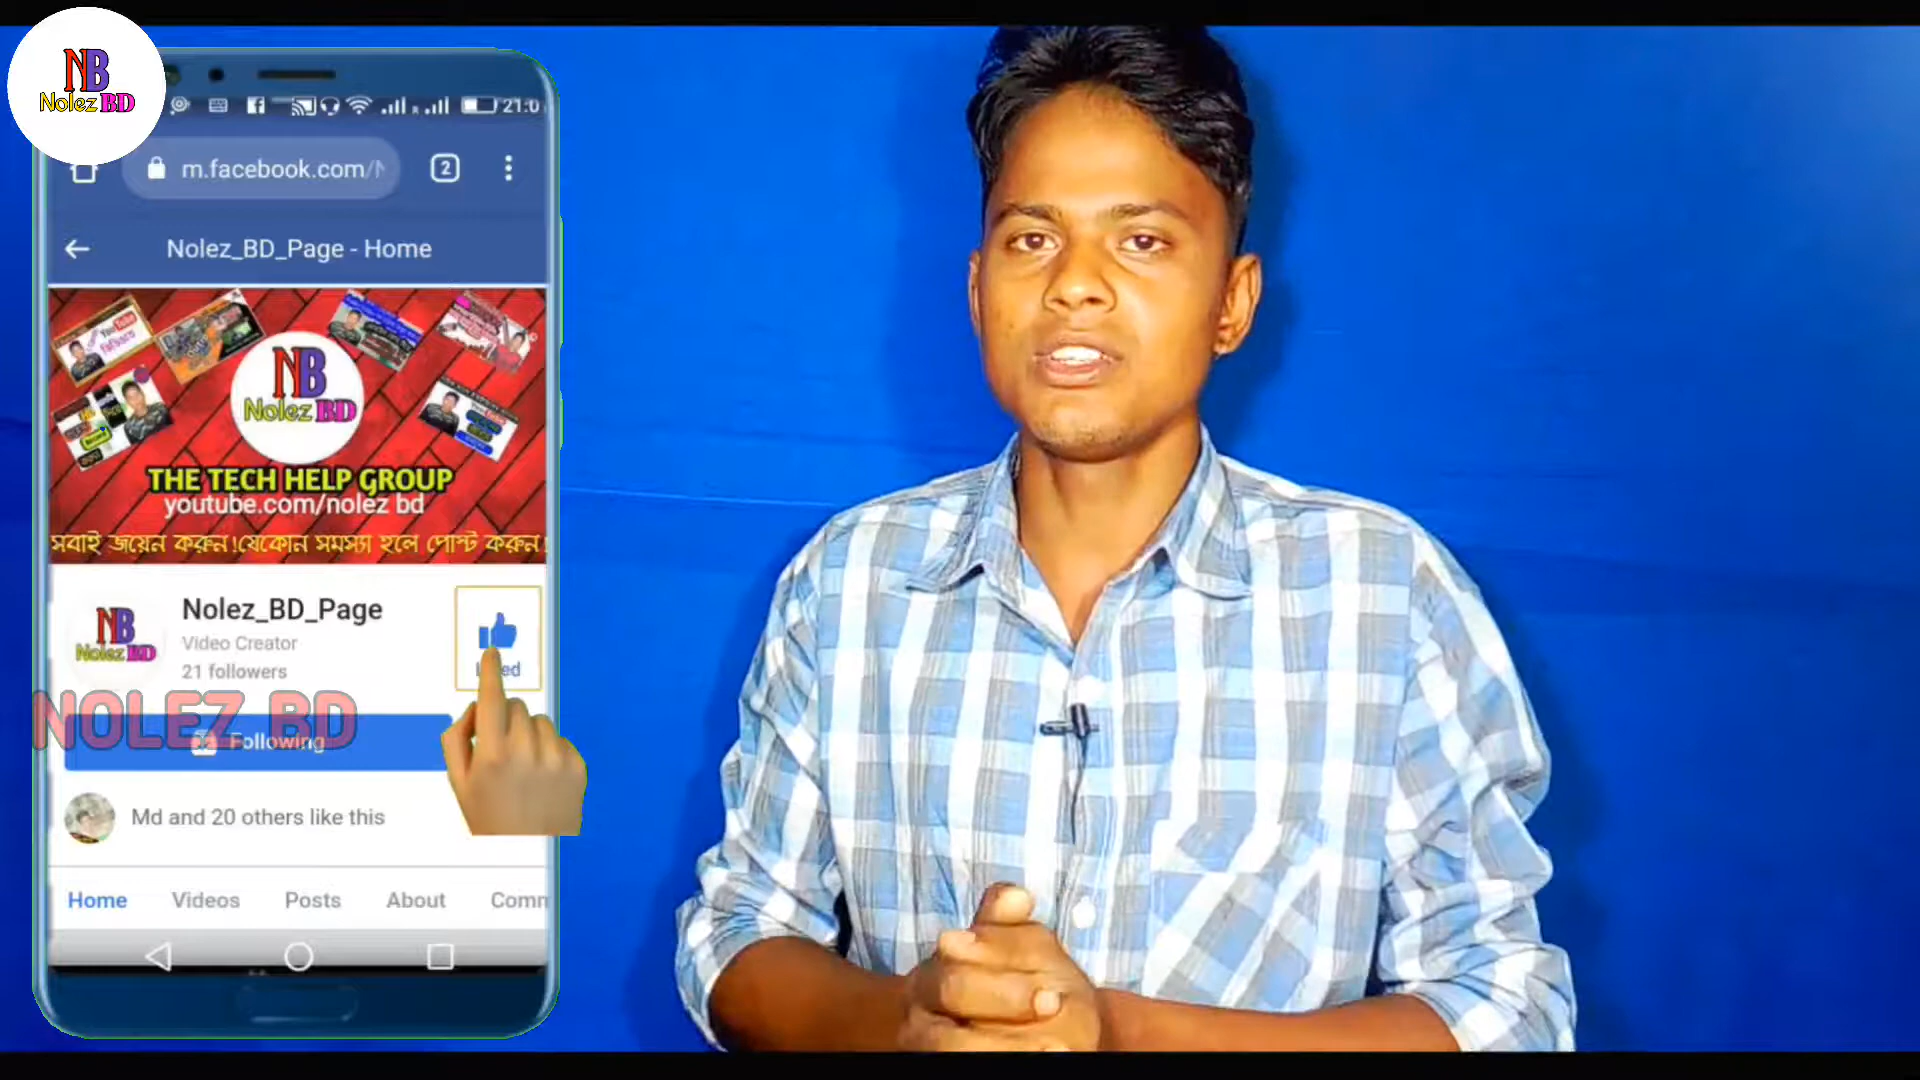 NB
Nolez BD
21:0
m.facebook.com/N
2
Nolez_BD_Page - Home
NB
Nolez BD
THE TECH HELP GROUP
youtube.com/nolez bd
সবাই জয়েন করুন!যেকোন সমস্যা হলে পোস্ট করুন!
NB
Nolez BD
Nolez_BD_Page
Video Creator
21 followers
NOLEZ BD
Following
Md and 20 others like this
Home Videos Posts About Comm